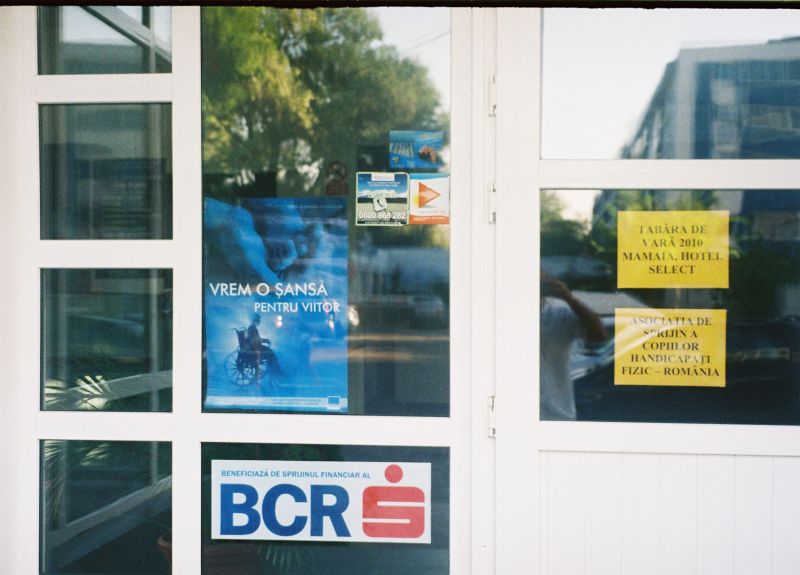 0800 868 282
VREM O ȘANSĂ
PENTRU VIITOR
BENEFICIAZĂ DE SPRIJINUL FINANCIAR AL
BCR
TABĂRA DE
VARĂ 2010
MAMAIA, HOTEL
SELECT
ASOCIAŢIA DE
SPRIJIN A
COPIILOR
HANDICAPAŢI
FIZIC – ROMÂNIA